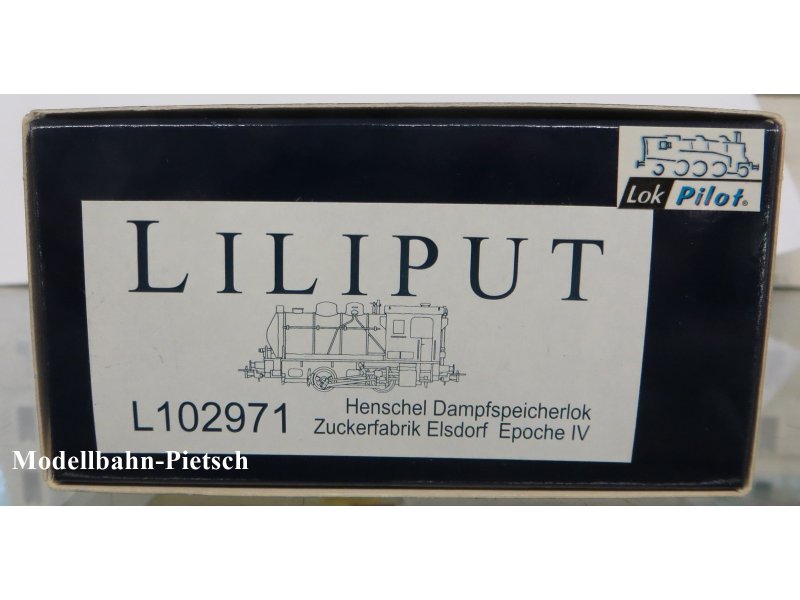 Lok Pilot®
LILIPUT
L102971
Henschel Dampfspeicherlok
Zuckerfabrik Elsdorf Epoche IV
Modellbahn-Pietsch